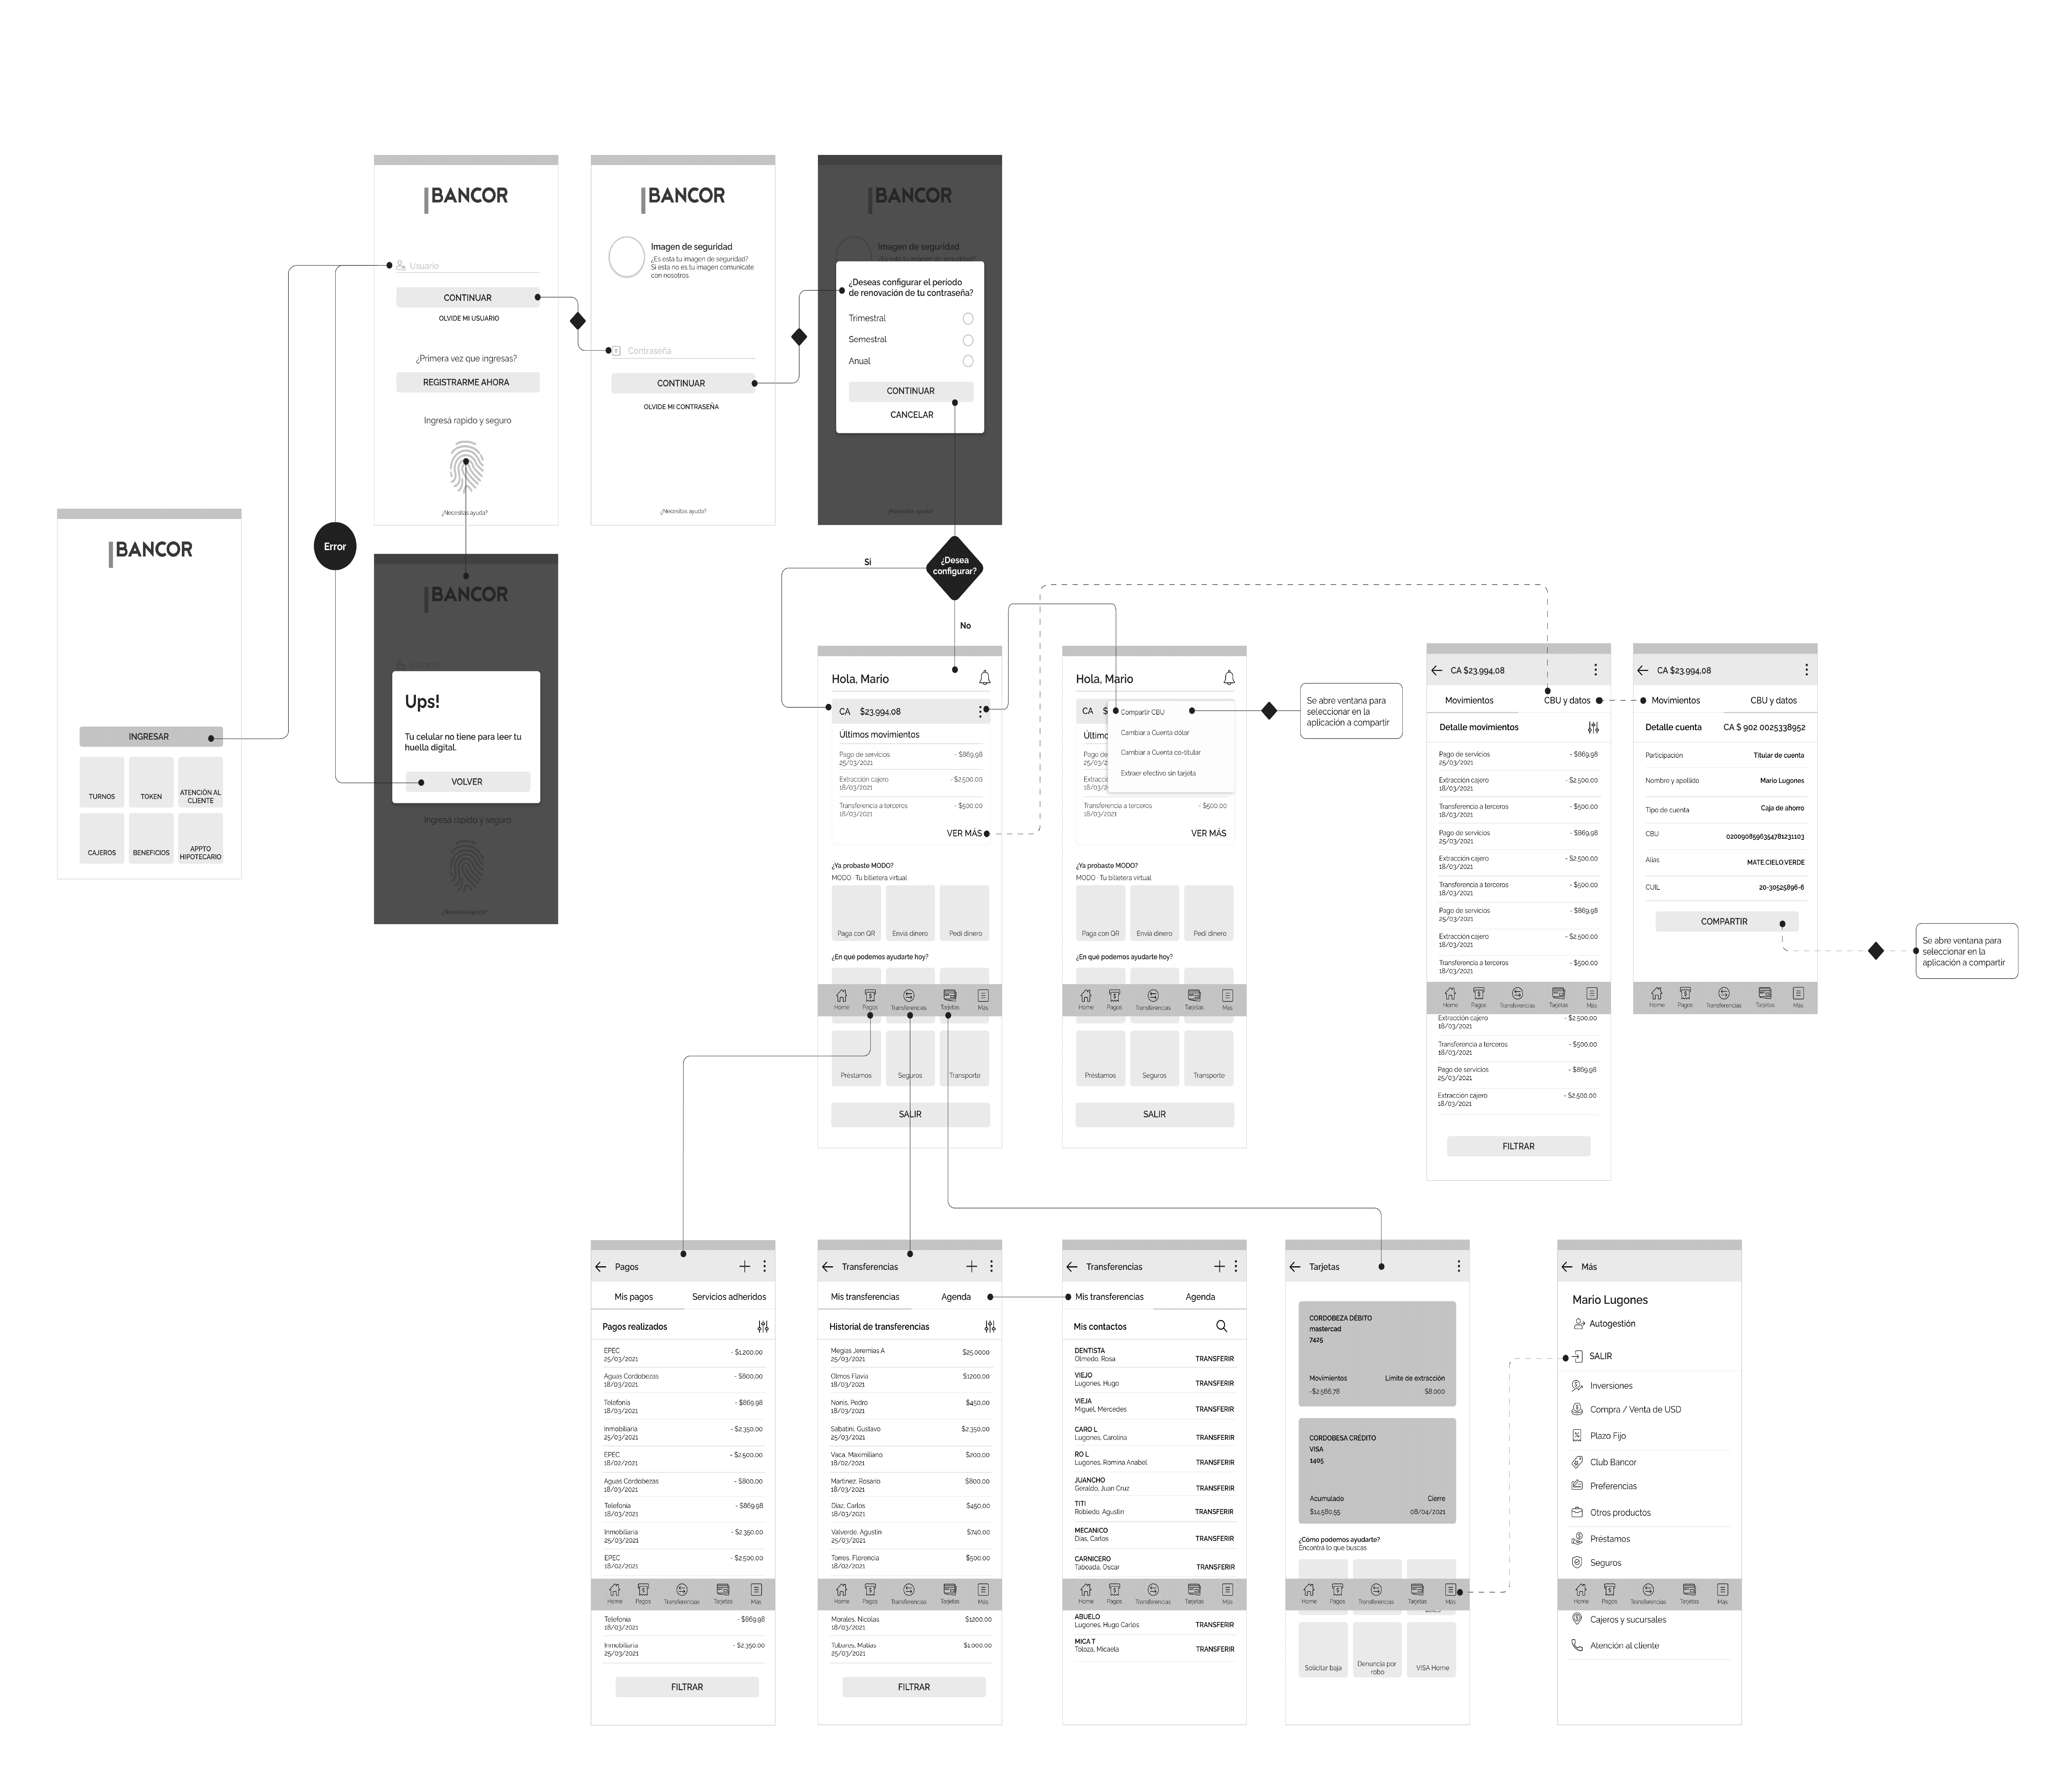 BANCOR
INGRESAR
TURNOS
TOKEN
ATENCIÓN AL
CLIENTE
CAJEROS
BENEFICIOS
APPTO
HIPOTECARIO
Error
BANCOR
Usuario
CONTINUAR
OLVIDE MI USUARIO
¿Primera vez que ingresas?
REGISTRARME AHORA
Ingresá rapido y seguro
¿Necesitas ayuda?
BANCOR
Ups!
Tu celular no tiene para leer tu
huella digital.
VOLVER
Ingresá rapido y seguro
¿Necesitas ayuda?
BANCOR
Imagen de seguridad
¿Es esta tu imagen de seguridad?
Si esta no es tu imagen comunicate
con nosotros.
Contraseña
CONTINUAR
OLVIDE MI CONTRASEÑA
¿Necesitas ayuda?
BANCOR
Imagen de seguridad
¿Es esta tu imagen de seguridad?
¿Deseas configurar el periodo
de renovación de tu contraseña?
Trimestral
Semestral
Anual
CONTINUAR
CANCELAR
¿Necesitas ayuda?
¿Desea
configurar?
Si
No
Hola, Mario
CA $23.994,08
Últimos movimientos
Pago de servicios - $869,98
25/03/2021
Extracción cajero - $2.500,00
18/03/2021
Transferencia a terceros - $500,00
18/03/2021
VER MÁS
¿Ya probaste MODO?
MODO · Tu billetera virtual
Paga con QR
Enviá dinero
Pedí dinero
¿En qué podemos ayudarte hoy?
Home Pagos Transferencias Tarjetas Más
Préstamos
Seguros
Transporte
SALIR
Hola, Mario
CA $
Compartir CBU
Cambiar a Cuenta dólar
Cambiar a Cuenta co-titular
Extraer efectivo sin tarjeta
Último
Pago de
25/03/2
Extracci
18/03/2
Transferencia a terceros - $500,00
18/03/2021
VER MÁS
¿Ya probaste MODO?
MODO · Tu billetera virtual
Paga con QR
Enviá dinero
Pedí dinero
¿En qué podemos ayudarte hoy?
Home Pagos Transferencias Tarjetas Más
Préstamos
Seguros
Transporte
SALIR
Se abre ventana para
seleccionar en la
aplicación a compartir
CA $23.994,08
Movimientos CBU y datos
Detalle movimientos
Pago de servicios - $869,98
25/03/2021
Extracción cajero - $2.500,00
18/03/2021
Transferencia a terceros - $500,00
18/03/2021
Pago de servicios - $869,98
25/03/2021
Extracción cajero - $2.500,00
18/03/2021
Transferencia a terceros - $500,00
18/03/2021
Pago de servicios - $869,98
25/03/2021
Extracción cajero - $2.500,00
18/03/2021
Transferencia a terceros - $500,00
18/03/2021
Home Pagos Transferencias Tarjetas Más
Extracción cajero - $2.500,00
18/03/2021
Transferencia a terceros - $500,00
18/03/2021
Pago de servicios - $869,98
25/03/2021
Extracción cajero - $2.500,00
18/03/2021
FILTRAR
CA $23.994,08
Movimientos CBU y datos
Detalle cuenta CA $ 902 0025338952
Participación Titular de cuenta
Nombre y apellido Mario Lugones
Tipo de cuenta Caja de ahorro
CBU 0200908596354781231103
Alias MATE.CIELO.VERDE
CUIL 20-30525896-6
COMPARTIR
Home Pagos Transferencias Tarjetas Más
Se abre ventana para
seleccionar en la
aplicación a compartir
Pagos
Mis pagos Servicios adheridos
Pagos realizados
EPEC - $1.200,00
25/03/2021
Aguas Cordobezas - $800,00
18/03/2021
Telefonía - $869,98
18/03/2021
Inmobiliaria - $2.350,00
25/03/2021
EPEC - $2.500,00
18/02/2021
Aguas Cordobezas - $800,00
18/03/2021
Telefonía - $869,98
18/03/2021
Inmobiliaria - $2.350,00
25/03/2021
EPEC - $2.500,00
18/02/2021
Home Pagos Transferencias Tarjetas Más
Telefonía - $869,98
18/03/2021
Inmobiliaria - $2.350,00
25/03/2021
FILTRAR
Transferencias
Mis transferencias Agenda
Historial de transferencias
Megias Jeremias A $25.0000
25/03/2021
Olmos Flavia $1200,00
18/03/2021
Nonis, Pedro $450,00
18/03/2021
Sabatini, Gustavo $2.350,00
25/03/2021
Vaca, Maximiliano $200,00
18/02/2021
Martinez, Rosario $800,00
18/03/2021
Diaz, Carlos $450,00
18/03/2021
Valverde, Agustin $740,00
25/03/2021
Torres, Florencia $500,00
18/02/2021
Home Pagos Transferencias Tarjetas Más
Morales, Nicolas $1200,00
18/03/2021
Tubares, Matias $1.000,00
25/03/2021
FILTRAR
Transferencias
Mis transferencias Agenda
Mis contactos
DENTISTA
Olmedo, Rosa TRANSFERIR
VIEJO
Lugones, Hugo TRANSFERIR
VIEJA
Miguel, Mercedes TRANSFERIR
CARO L
Lugones, Carolina TRANSFERIR
RO L
Lugones, Romina Anabel TRANSFERIR
JUANCHO
Geraldo, Juan Cruz TRANSFERIR
TITI
Robledo, Agustin TRANSFERIR
MECANICO
Dias, Carlos TRANSFERIR
CARNICERO
Taboada, Oscar TRANSFERIR
Home Pagos Transferencias Tarjetas Más
ABUELO
Lugones, Hugo Carlos TRANSFERIR
MICA T
Toloza, Micaela TRANSFERIR
Tarjetas
CORDOBEZA DÉBITO
mastercad
7425
Movimientos Limite de extracción
-$2.566,78 $8.000
CORDOBESA CRÉDITO
VISA
1405
Acumulado Cierre
$14.580,55 08/04/2021
¿Cómo podemos ayudarte?
Encontrá lo que buscas
Home Pagos Transferencias Tarjetas Más
Solicitar baja
Denuncia por
robo
VISA Home
Más
Mario Lugones
Autogestión
SALIR
Inversiones
Compra / Venta de USD
Plazo Fijo
Club Bancor
Preferencias
Otros productos
Préstamos
Seguros
Home Pagos Transferencias Tarjetas Más
Cajeros y sucursales
Atención al cliente